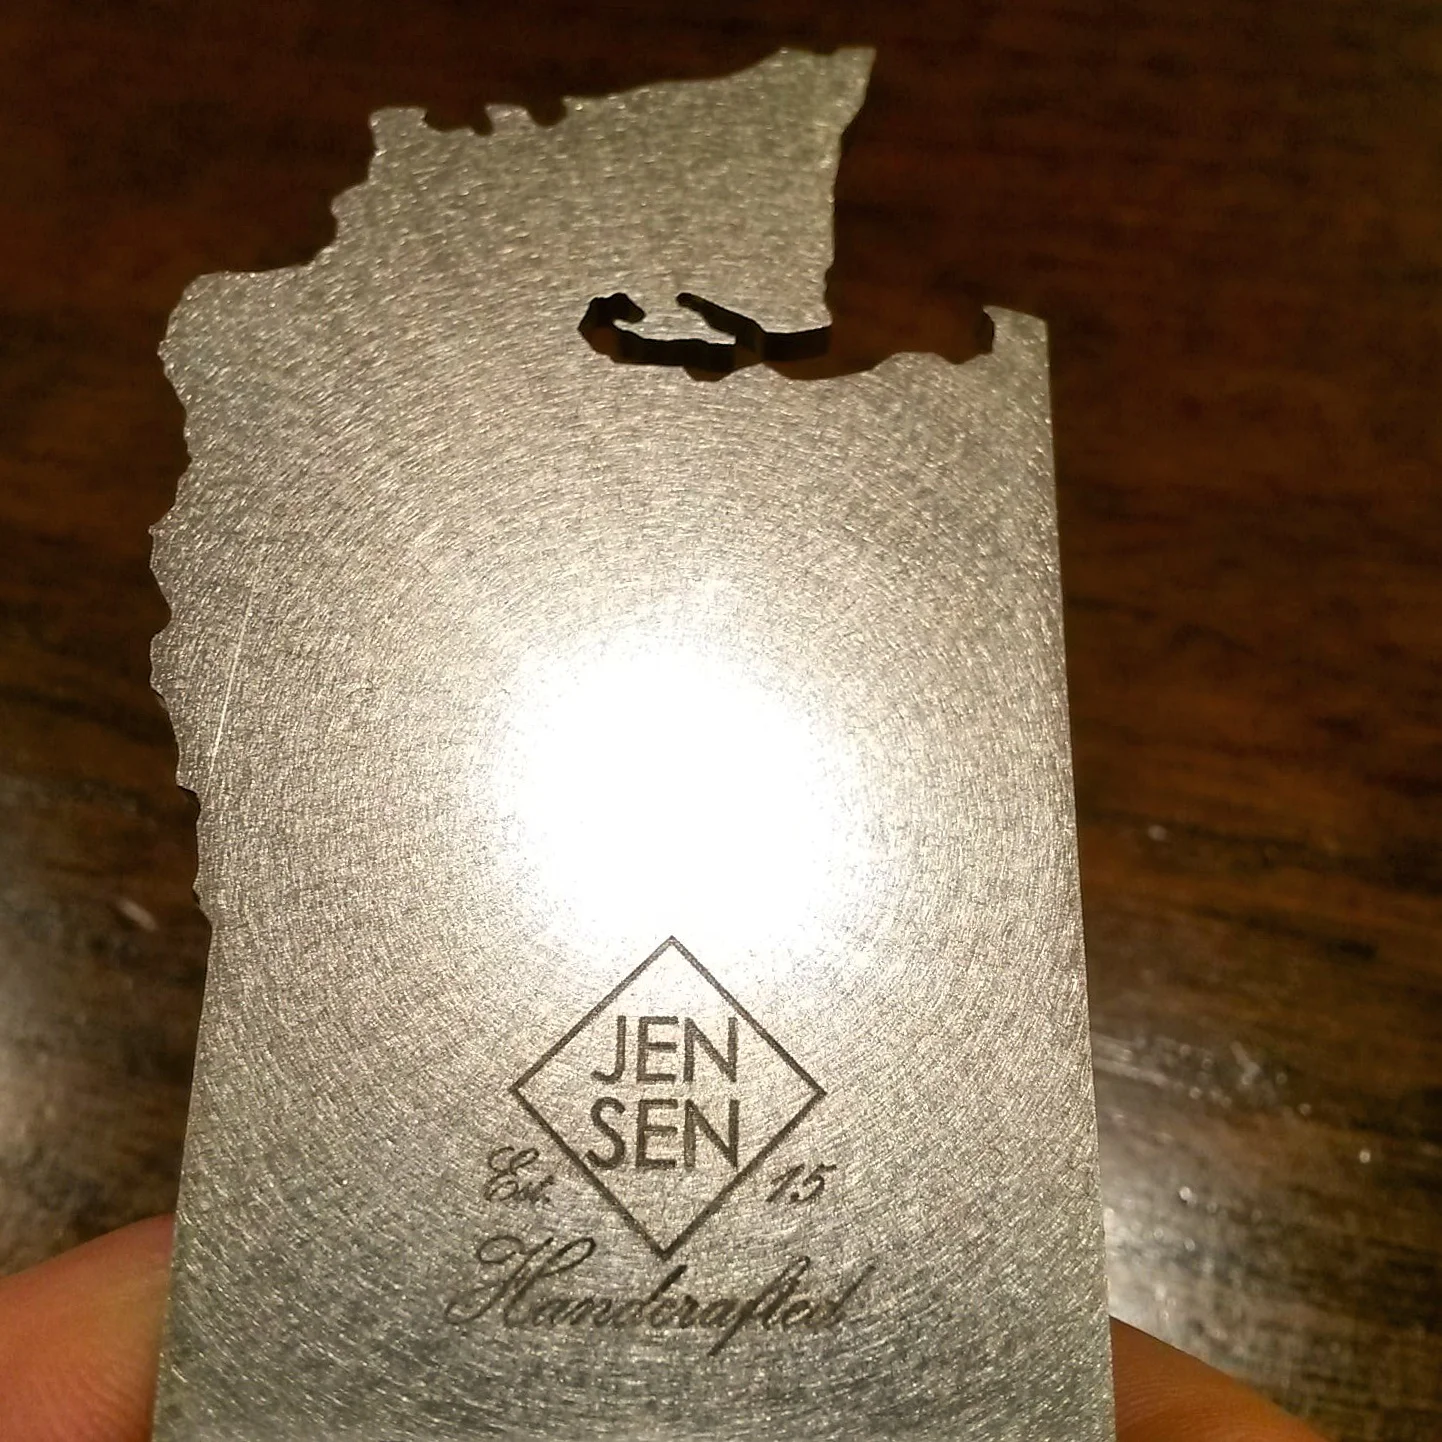 JEN
SEN
Est. 15
Handcrafted